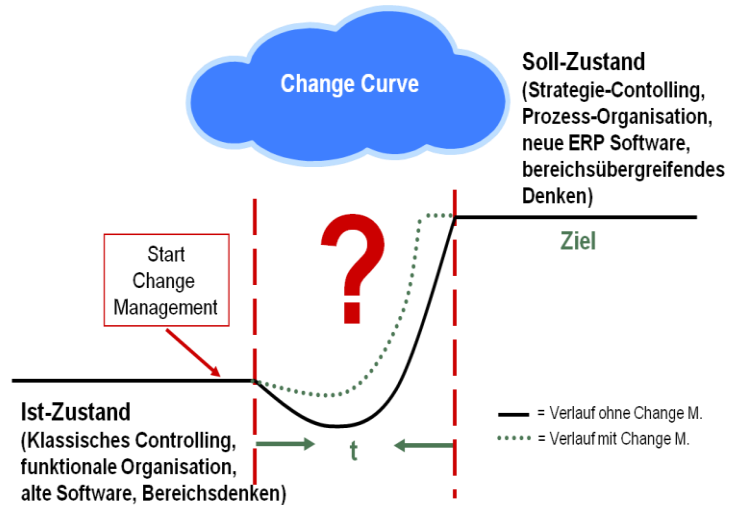 Change Curve
Soll-Zustand
(Strategie-Contolling,
Prozess-Organisation,
neue ERP Software,
bereichsübergreifendes
Denken)
?
Ziel
Start
Change
Management
Ist-Zustand
(Klassisches Controlling,
funktionale Organisation,
alte Software, Bereichsdenken)
t
= Verlauf ohne Change M.
= Verlauf mit Change M.